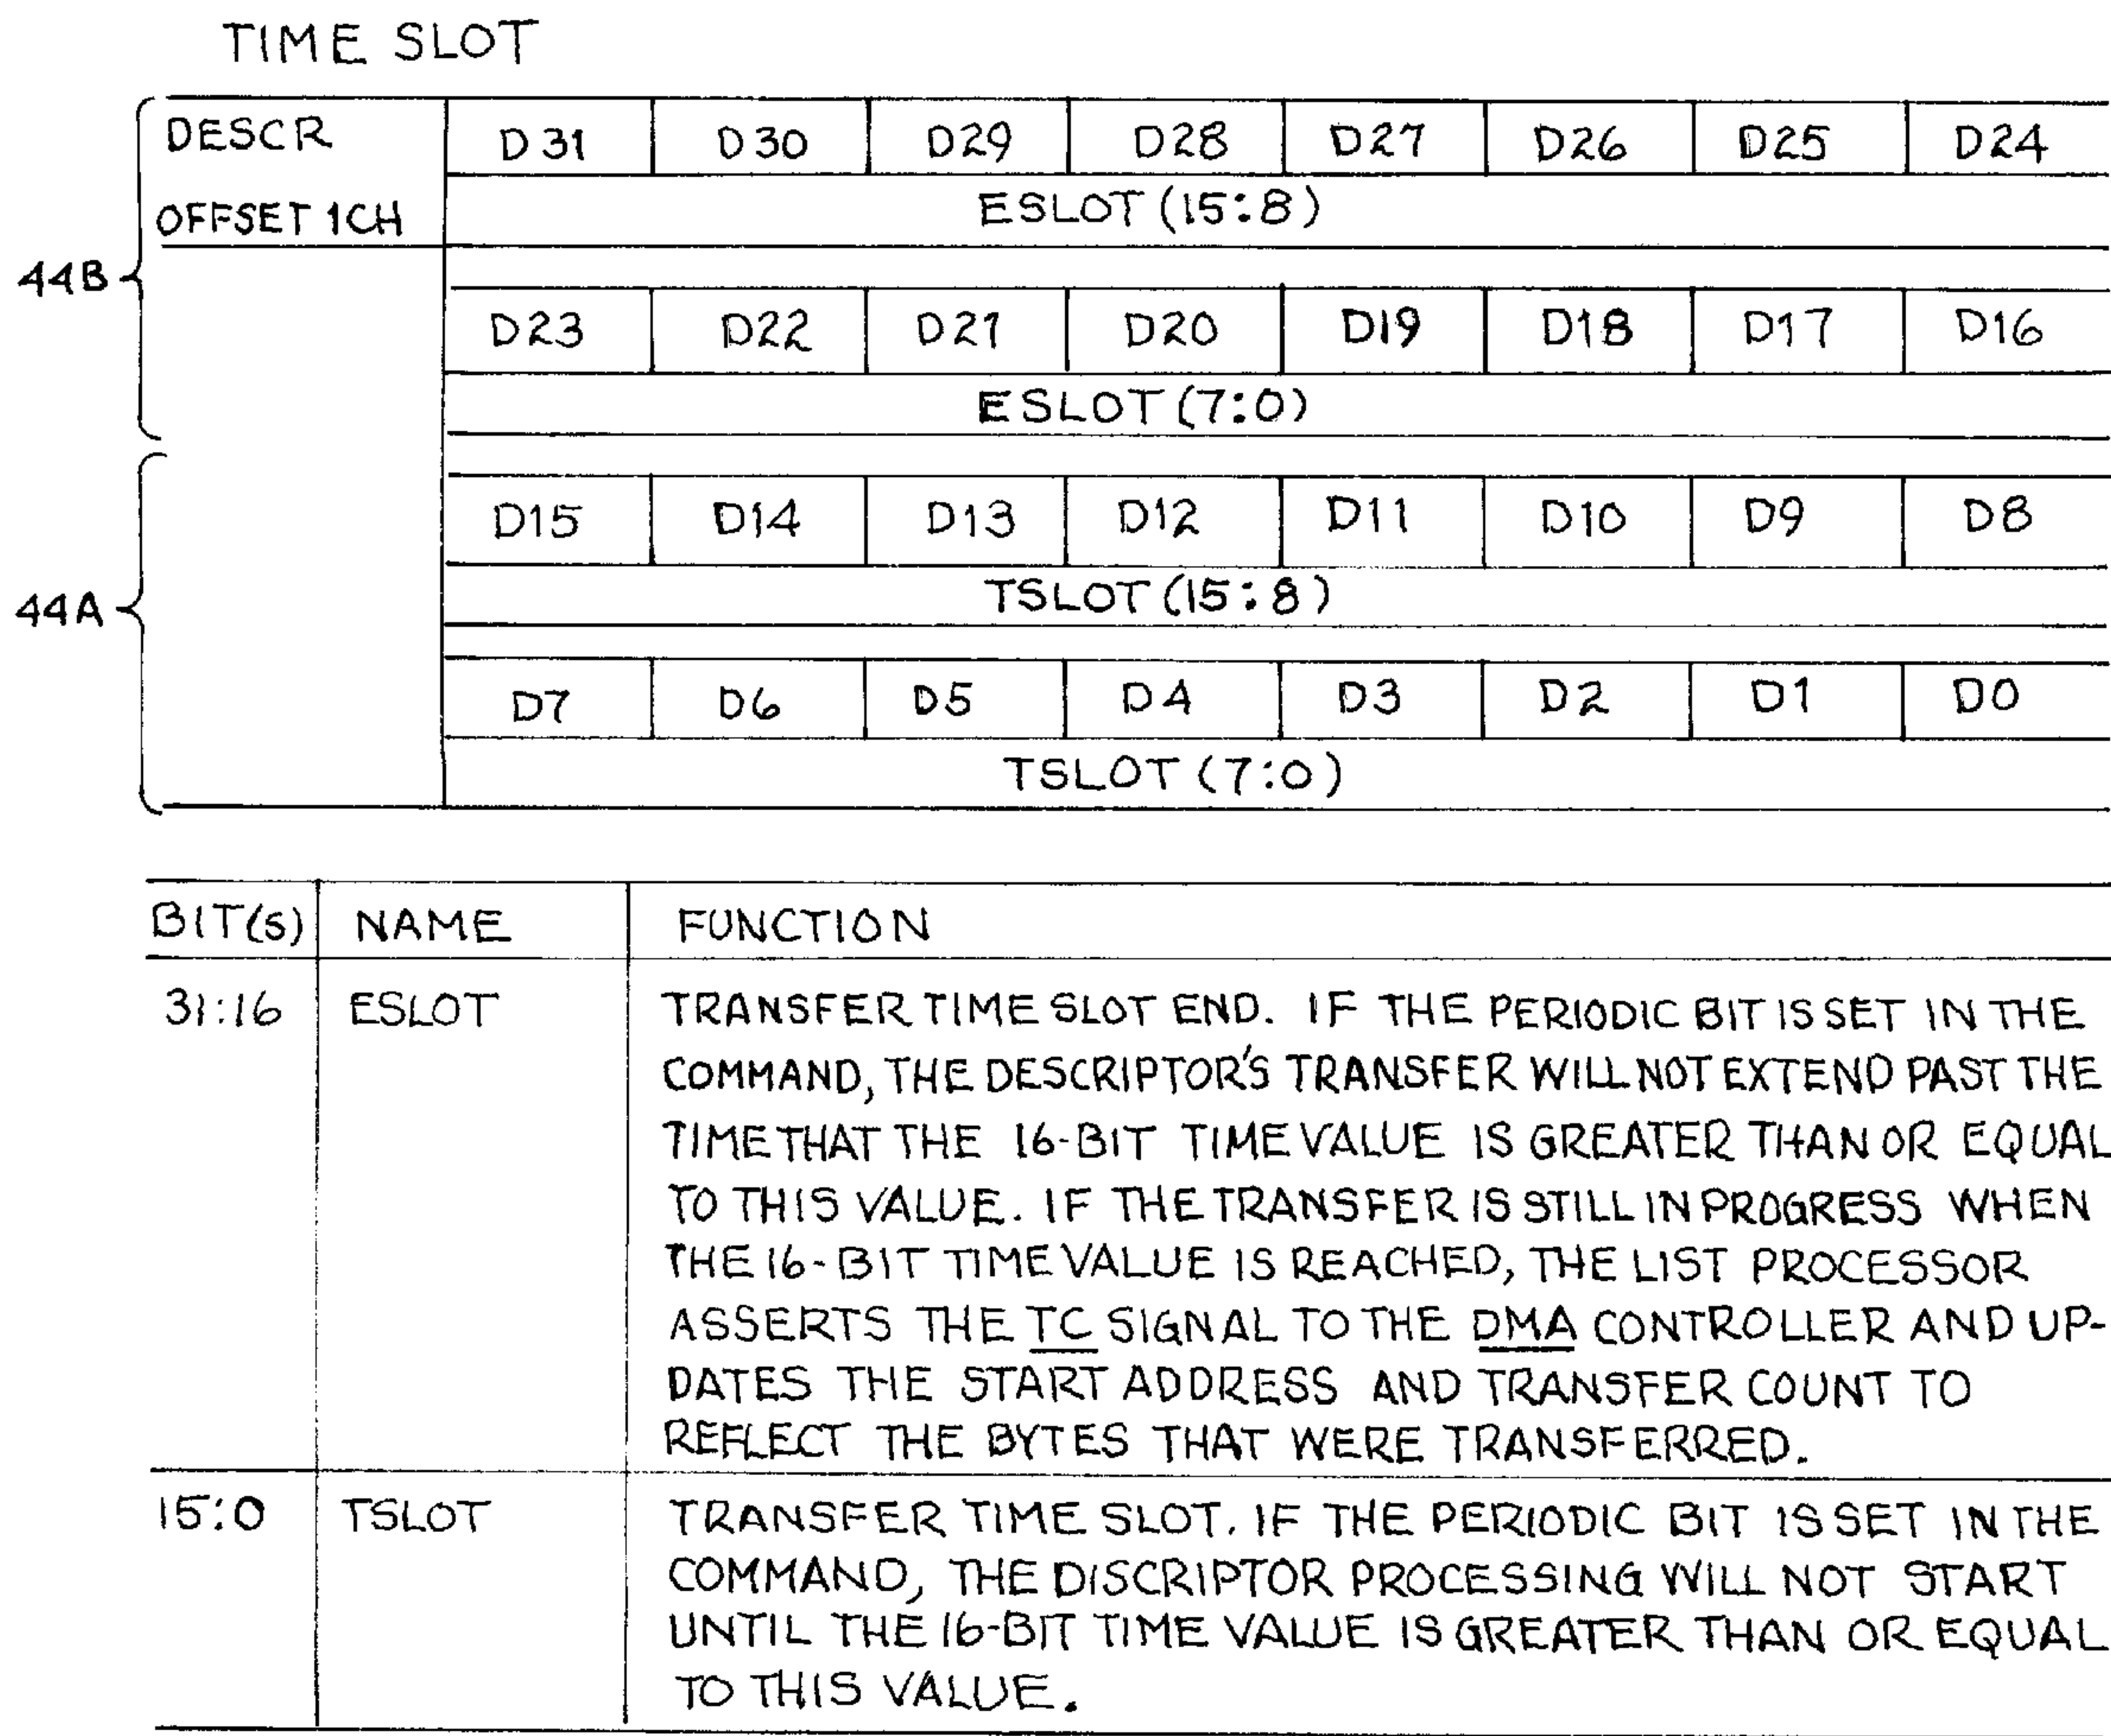 TIME SLOT
DESCR D31 D30 D29 D28 D27 D26 D25 D24
OFFSET 1CH ESLOT (15:8)
44B
D23 D22 D21 D20 D19 D18 D17 D16
ESLOT (7:0)
D15 D14 D13 D12 D11 D10 D9 D8
44A
TSLOT (15:8)
D7 D6 D5 D4 D3 D2 D1 D0
TSLOT (7:0)
BIT(S) NAME FUNCTION
31:16 ESLOT TRANSFER TIME SLOT END. IF THE PERIODIC BIT IS SET IN THE
COMMAND, THE DESCRIPTOR'S TRANSFER WILL NOT EXTEND PAST THE
TIME THAT THE 16-BIT TIME VALUE IS GREATER THAN OR EQUAL
TO THIS VALUE. IF THE TRANSFER IS STILL IN PROGRESS WHEN
THE 16-BIT TIME VALUE IS REACHED, THE LIST PROCESSOR
ASSERTS THE TC SIGNAL TO THE DMA CONTROLLER AND UP-
DATES THE START ADDRESS AND TRANSFER COUNT TO
REFLECT THE BYTES THAT WERE TRANSFERRED.
15:0 TSLOT TRANSFER TIME SLOT. IF THE PERIODIC BIT IS SET IN THE
COMMAND, THE DISCRIPTOR PROCESSING WILL NOT START
UNTIL THE 16-BIT TIME VALUE IS GREATER THAN OR EQUAL
TO THIS VALUE.